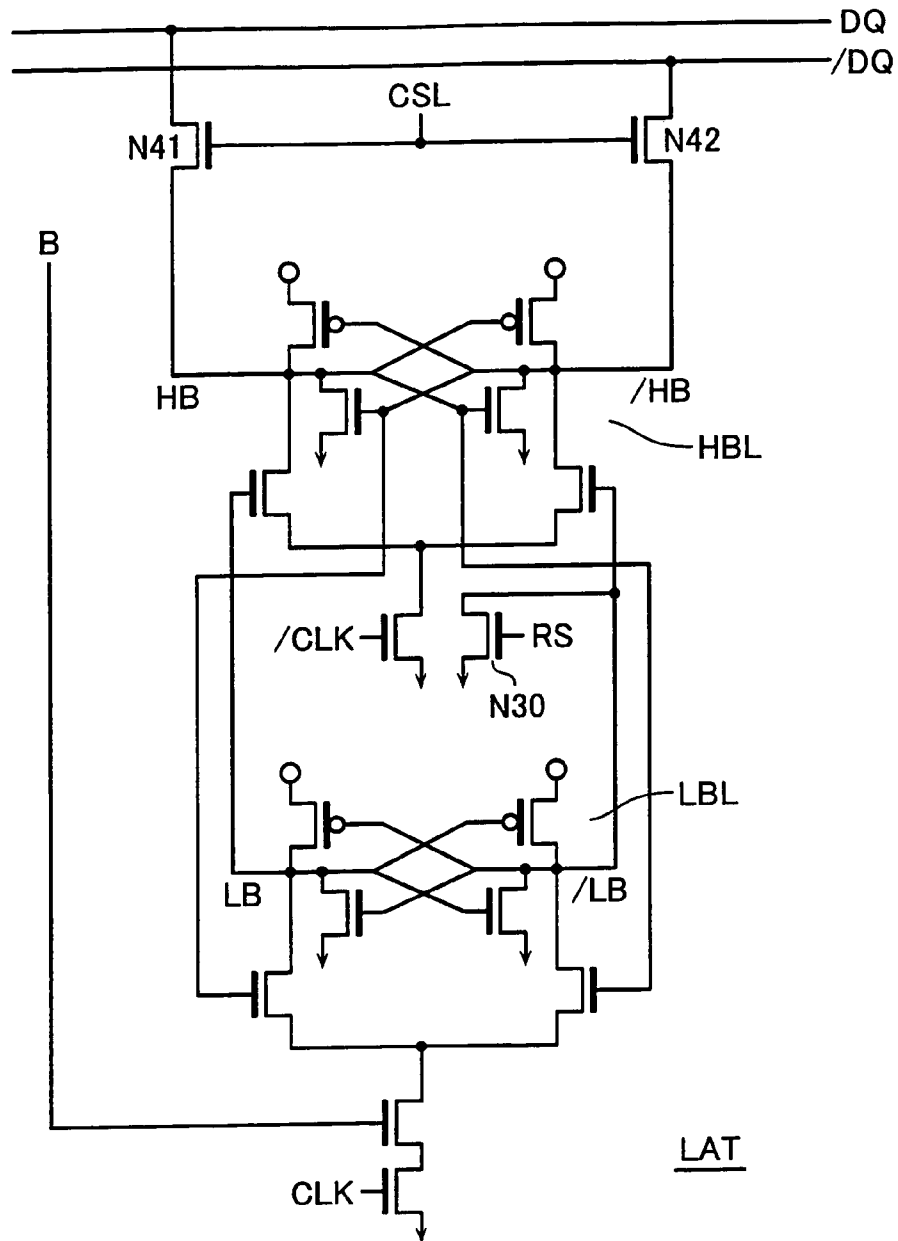 DQ
/DQ
CSL
N41
N42
B
HB
/HB
HBL
/CLK
RS
N30
LBL
LB
/LB
LAT
CLK